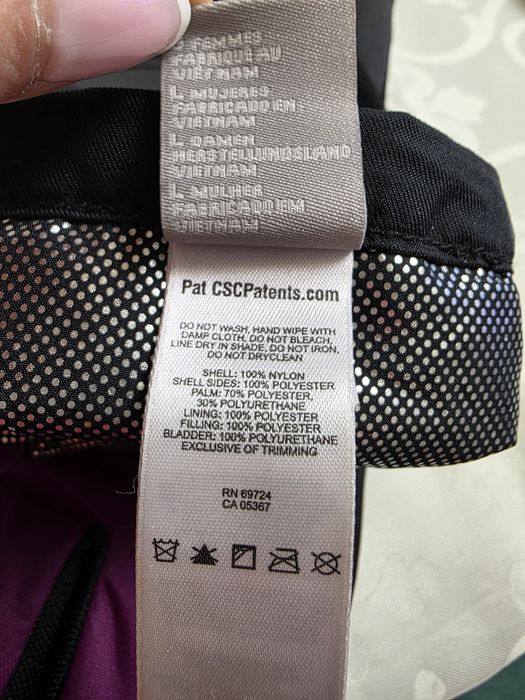 FEMMES
FABRIQUE AU
VIETNAM
L MUJERES
FABRICADO EN
VIETNAM
L DAMEN
HERSTELLUNGSLAND
VIETNAM
L MULHER
FABRICADO EM
VIETNAM
Pat CSCPatents.com
DO NOT WASH, HAND WIPE WITH
DAMP CLOTH, DO NOT BLEACH,
LINE DRY IN SHADE, DO NOT IRON,
DO NOT DRYCLEAN
SHELL: 100% NYLON
SHELL SIDES: 100% POLYESTER
PALM: 70% POLYESTER,
30% POLYURETHANE
LINING: 100% POLYESTER
FILLING: 100% POLYESTER
BLADDER: 100% POLYURETHANE
EXCLUSIVE OF TRIMMING
RN 69724
CA 05367